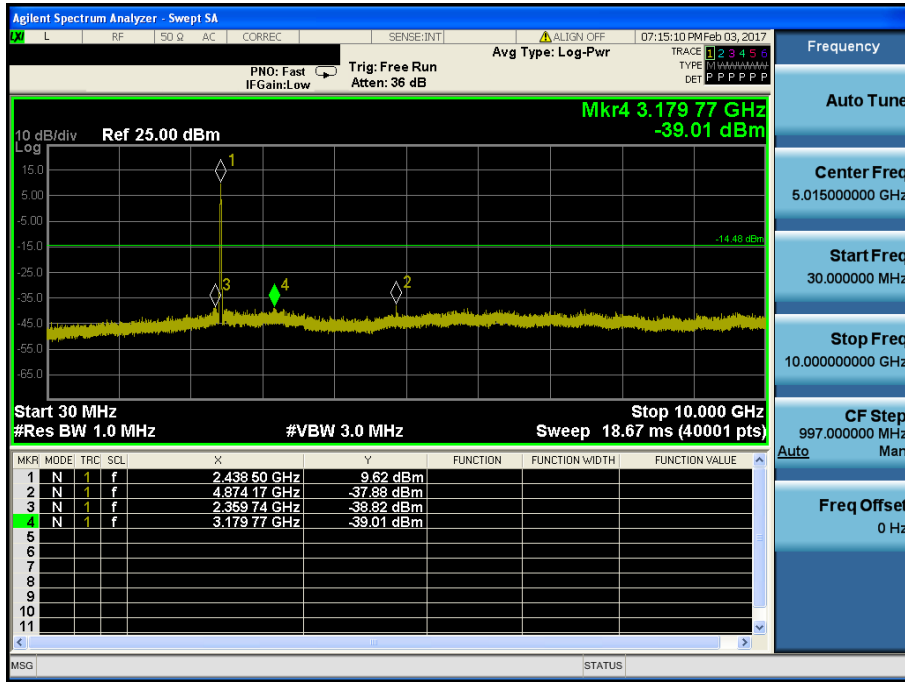 Agilent Spectrum Analyzer - Swept SA
LXI L RF 50 Ω AC CORREC SENSE:INT ALIGN OFF 07:15:10 PM Feb 03, 2017
PNO: Fast
IFGain:Low
Trig: Free Run
Atten: 36 dB
Avg Type: Log-Pwr
TRACE 1 2 3 4 5 6
TYPE M WWWWW
DET P P P P P P
Mkr4 3.179 77 GHz
-39.01 dBm
10 dB/div Ref 25.00 dBm
Log
15.0
5.00
-5.00
-15.0
-25.0
-35.0
-45.0
-55.0
-65.0
1
2
3
4
-14.48 dBm
Start 30 MHz Stop 10.000 GHz
#Res BW 1.0 MHz #VBW 3.0 MHz Sweep 18.67 ms (40001 pts)
MKR MODE TRC SCL X Y FUNCTION FUNCTION WIDTH FUNCTION VALUE
1 N 1 f 2.438 50 GHz 9.62 dBm
2 N 1 f 4.874 17 GHz -37.88 dBm
3 N 1 f 2.359 74 GHz -38.82 dBm
4 N 1 f 3.179 77 GHz -39.01 dBm
5
6
7
8
9
10
11
MSG STATUS
Frequency
Auto Tune
Center Freq
5.015000000 GHz
Start Freq
30.000000 MHz
Stop Freq
10.000000000 GHz
CF Step
997.000000 MHz
Auto Man
Freq Offset
0 Hz